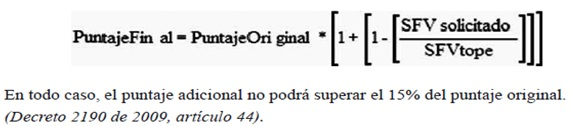 PuntajeFin al = PuntajeOri ginal * [1 + [1 - [SFV solicitado / SFVtope]]]
En todo caso, el puntaje adicional no podrá superar el 15% del puntaje original.
(Decreto 2190 de 2009, artículo 44).